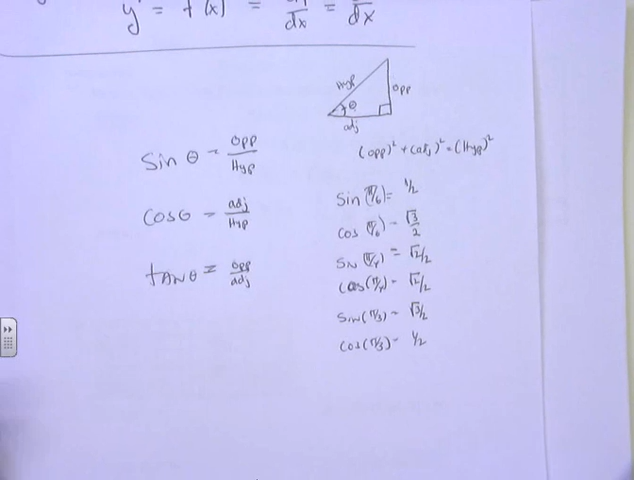 y' = f'(x) = dy/dx = d/dx
Hyp
Opp
θ
adj
Sin θ = Opp/Hyp
(opp)² + (adj)² = (Hyp)²
Cos θ = adj/Hyp
tan θ = opp/adj
Sin(π/6) = 1/2
cos(π/6) = √3/2
Sin(π/4) = √2/2
cos(π/4) = √2/2
Sin(π/3) = √3/2
cos(π/3) = 1/2